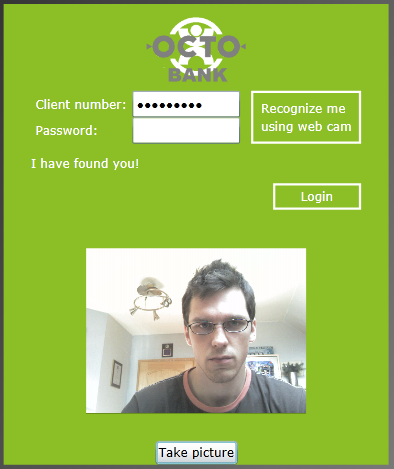 OCTO
BANK
Client number: ●●●●●●●●●
Recognize me
using web cam
Password:
I have found you!
Login
Take picture